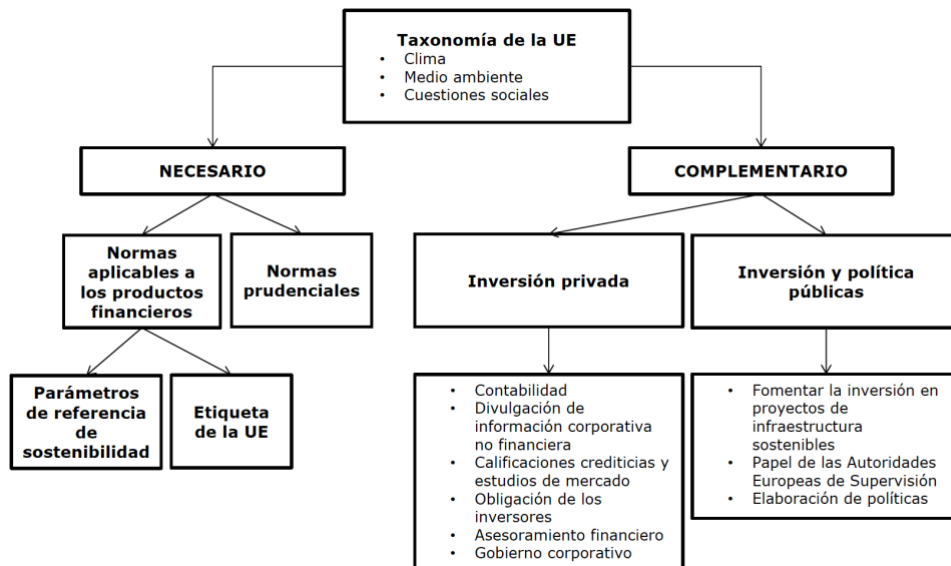 Taxonomía de la UE
• Clima
• Medio ambiente
• Cuestiones sociales
NECESARIO
COMPLEMENTARIO
Normas
aplicables a
los productos
financieros
Normas
prudenciales
Inversión privada
Inversión y política
públicas
Parámetros
de referencia
de
sostenibilidad
Etiqueta
de la UE
• Contabilidad
• Divulgación de
información corporativa
no financiera
• Calificaciones crediticias y
estudios de mercado
• Obligación de los
inversores
• Asesoramiento financiero
• Gobierno corporativo
• Fomentar la inversión en
proyectos de
infraestructura
sostenibles
• Papel de las Autoridades
Europeas de Supervisión
• Elaboración de políticas